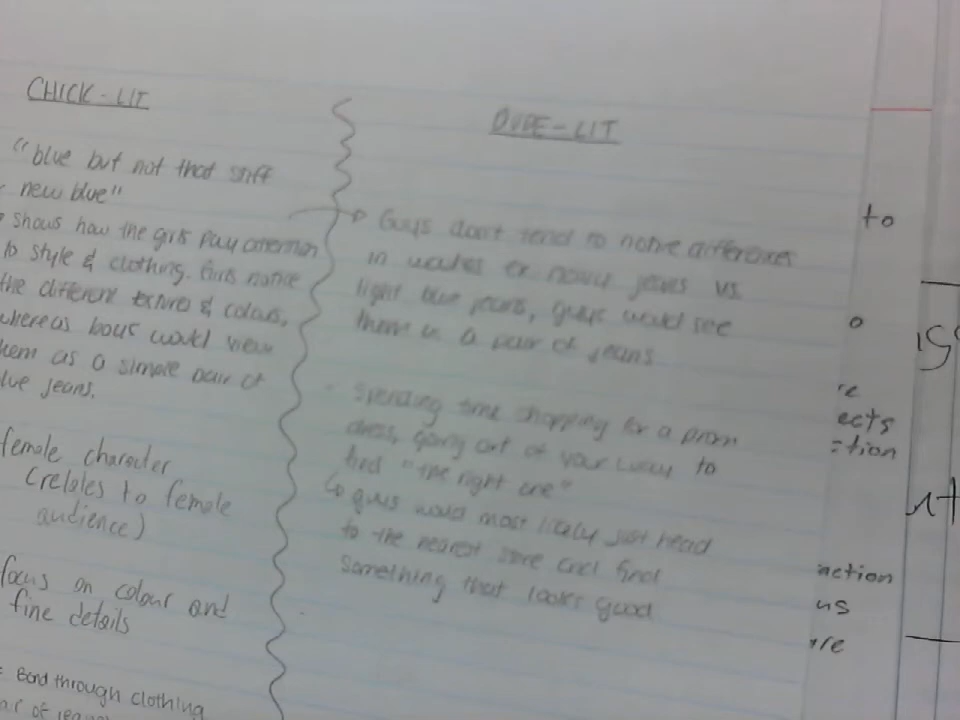 CHICK-LIT
"blue but not that stiff
new blue"
shows how the girls pay attention
to style & clothing. Girls notice
the different textures & colours,
whereas boys would view
them as a simple pair of
blue jeans.
female character
(relates to female
audience)
focus on colour and
fine details
Bond through clothing
DUDE-LIT
Guys don't tend to notice differences
in washes ex. navy jeans vs.
light blue jeans, guys would see
them as a pair of jeans
- Spending time shopping for a prom
dress, going out of your way to
find "the right one"
↳ guys would most likely just head
to the nearest store and find
something that looks good
to
o
ects
action
us